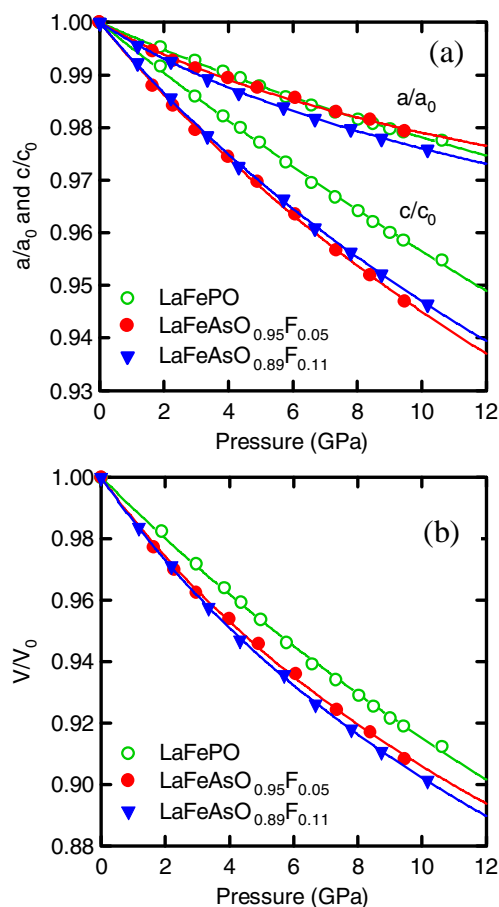 1.00
(a)
0.99
a/a₀
0.98
0.97
c/c₀
0.96
0.95
0.94
0.93
a/a₀ and c/c₀
LaFePO
LaFeAsO₀.₉₅F₀.₀₅
LaFeAsO₀.₈₉F₀.₁₁
0 2 4 6 8 10 12
Pressure (GPa)
1.00
(b)
0.98
0.96
0.94
0.92
0.90
0.88
V/V₀
LaFePO
LaFeAsO₀.₉₅F₀.₀₅
LaFeAsO₀.₈₉F₀.₁₁
0 2 4 6 8 10 12
Pressure (GPa)